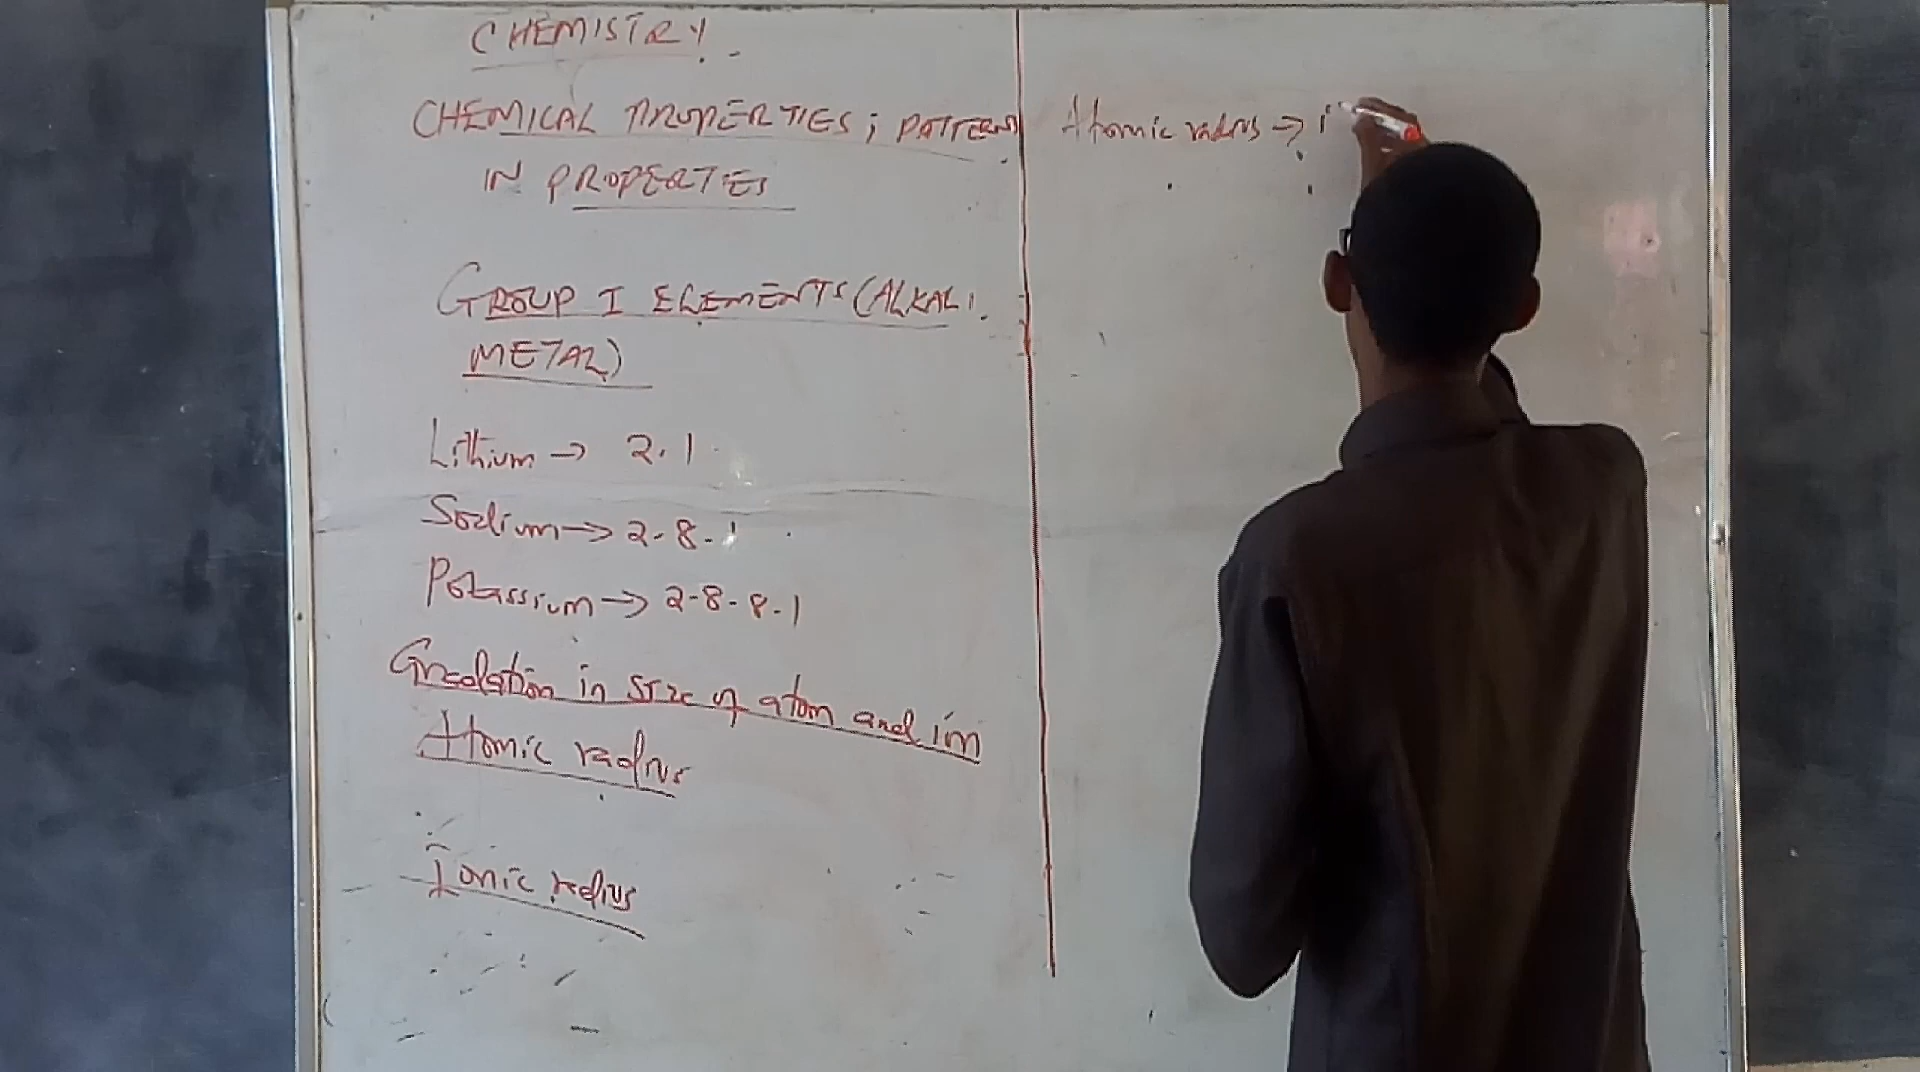 CHEMISTRY.
CHEMICAL PROPERTIES; PATTERNS
IN PROPERTIES
GROUP I ELEMENTS (ALKALI
METAL)
Lithium → 2.1
Sodium → 2.8.1
Potassium → 2.8.8.1
Gradation in size of atom and ion
Atomic radius
Ionic radius
Atomic radius → i